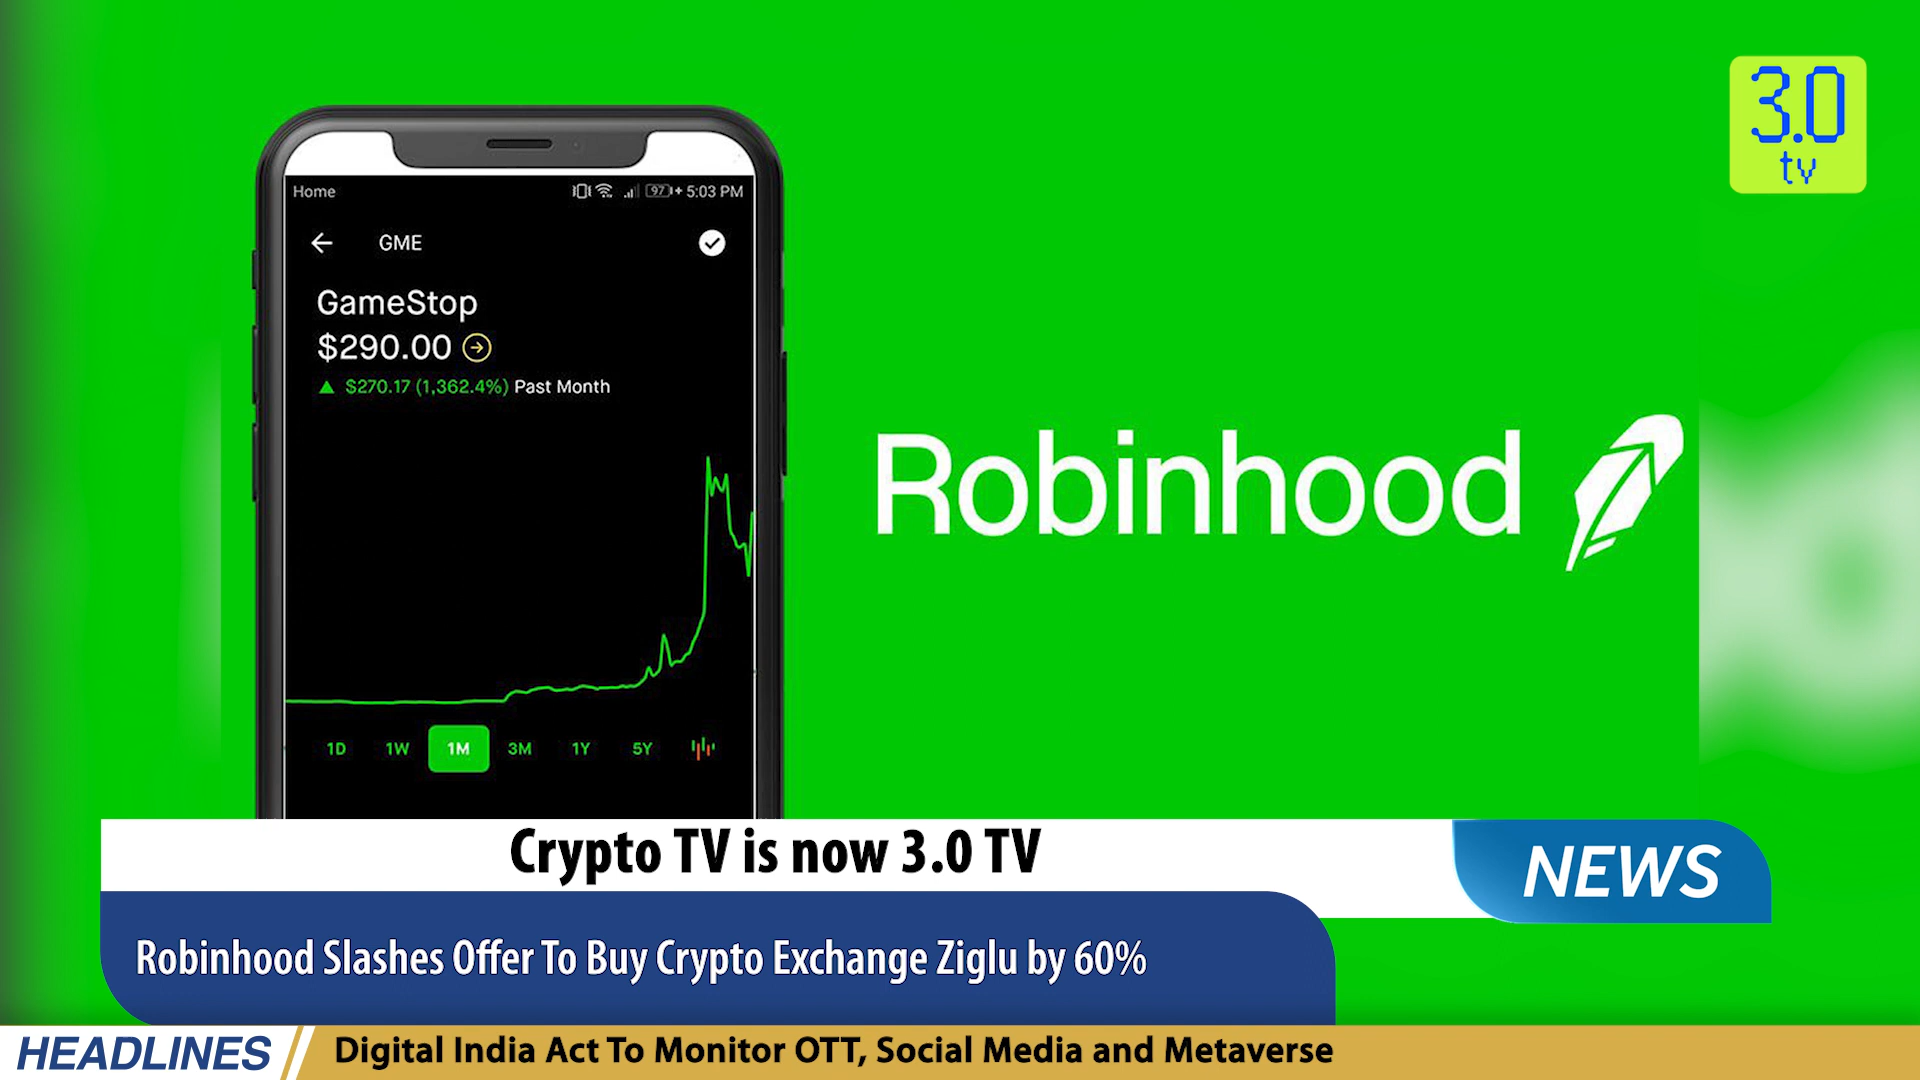 3.0
tv
Home
97 5:03 PM
GME
GameStop
$290.00
$270.17 (1,362.4%) Past Month
Robinhood
1D 1W 1M 3M 1Y 5Y
Crypto TV is now 3.0 TV
NEWS
Robinhood Slashes Offer To Buy Crypto Exchange Ziglu by 60%
HEADLINES Digital India Act To Monitor OTT, Social Media and Metaverse